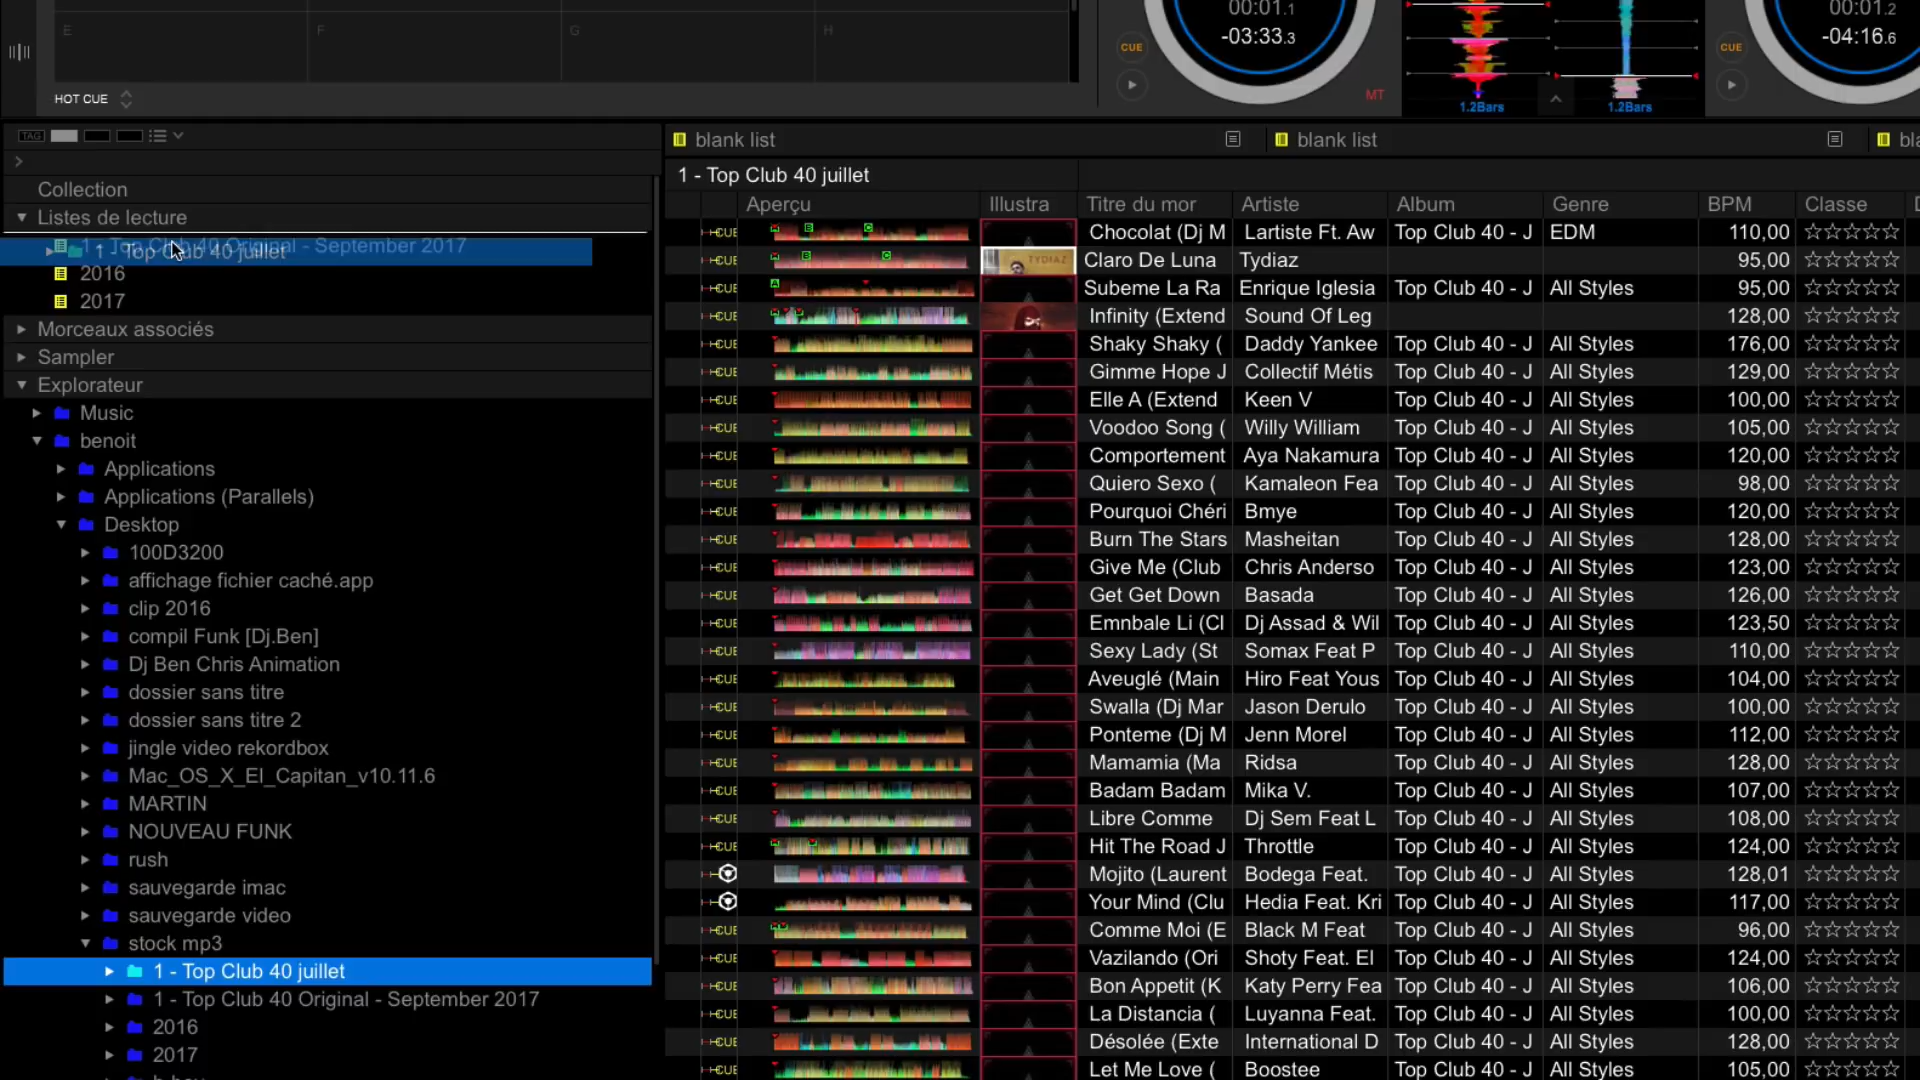 E F G H
HOT CUE
00:01.1
-03:33.3
CUE
MT
1.2Bars
1.2Bars
CUE
00:01.2
-04:16.6
TAG
Collection
Listes de lecture
1 - Top Club 40 Original - September 2017
1 - Top Club 40 juillet
2016
2017
Morceaux associés
Sampler
Explorateur
Music
benoit
Applications
Applications (Parallels)
Desktop
100D3200
affichage fichier caché.app
clip 2016
compil Funk [Dj.Ben]
Dj Ben Chris Animation
dossier sans titre
dossier sans titre 2
jingle video rekordbox
Mac_OS_X_El_Capitan_v10.11.6
MARTIN
NOUVEAU FUNK
rush
sauvegarde imac
sauvegarde video
stock mp3
1 - Top Club 40 juillet
1 - Top Club 40 Original - September 2017
2016
2017
blank list blank list
1 - Top Club 40 juillet
Aperçu Illustra Titre du mor Artiste Album Genre BPM Classe
Chocolat (Dj M Lartiste Ft. Aw Top Club 40 - J EDM 110,00
Claro De Luna Tydiaz 95,00
Subeme La Ra Enrique Iglesia Top Club 40 - J All Styles 95,00
Infinity (Extend Sound Of Leg 128,00
Shaky Shaky ( Daddy Yankee Top Club 40 - J All Styles 176,00
Gimme Hope J Collectif Métis Top Club 40 - J All Styles 129,00
Elle A (Extend Keen V Top Club 40 - J All Styles 100,00
Voodoo Song ( Willy William Top Club 40 - J All Styles 105,00
Comportement Aya Nakamura Top Club 40 - J All Styles 120,00
Quiero Sexo ( Kamaleon Fea Top Club 40 - J All Styles 98,00
Pourquoi Chéri Bmye Top Club 40 - J All Styles 120,00
Burn The Stars Masheitan Top Club 40 - J All Styles 128,00
Give Me (Club Chris Anderso Top Club 40 - J All Styles 123,00
Get Get Down Basada Top Club 40 - J All Styles 126,00
Emnbale Li (Cl Dj Assad & Wil Top Club 40 - J All Styles 123,50
Sexy Lady (St Somax Feat P Top Club 40 - J All Styles 110,00
Aveuglé (Main Hiro Feat Yous Top Club 40 - J All Styles 104,00
Swalla (Dj Mar Jason Derulo Top Club 40 - J All Styles 100,00
Ponteme (Dj M Jenn Morel Top Club 40 - J All Styles 112,00
Mamamia (Ma Ridsa Top Club 40 - J All Styles 128,00
Badam Badam Mika V. Top Club 40 - J All Styles 107,00
Libre Comme Dj Sem Feat L Top Club 40 - J All Styles 108,00
Hit The Road J Throttle Top Club 40 - J All Styles 124,00
Mojito (Laurent Bodega Feat. Top Club 40 - J All Styles 128,01
Your Mind (Clu Hedia Feat. Kri Top Club 40 - J All Styles 117,00
Comme Moi (E Black M Feat Top Club 40 - J All Styles 96,00
Vazilando (Ori Shoty Feat. El Top Club 40 - J All Styles 124,00
Bon Appetit (K Katy Perry Fea Top Club 40 - J All Styles 106,00
La Distancia ( Luyanna Feat. Top Club 40 - J All Styles 100,00
Désolée (Exte International D Top Club 40 - J All Styles 128,00
Let Me Love ( Boostee Top Club 40 - J All Styles 105,00